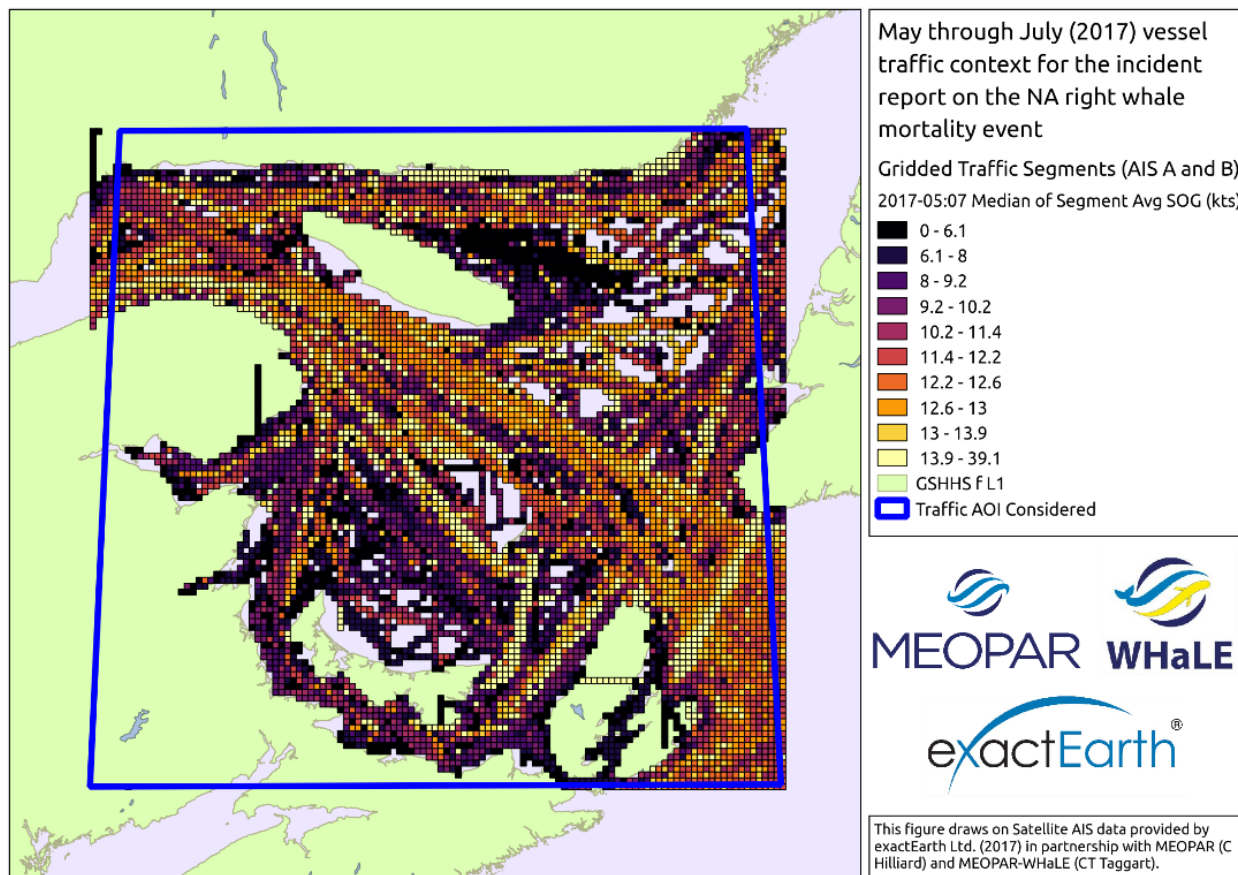 May through July (2017) vessel
traffic context for the incident
report on the NA right whale
mortality event
Gridded Traffic Segments (AIS A and B)
2017-05:07 Median of Segment Avg SOG (kts)
0 - 6.1
6.1 - 8
8 - 9.2
9.2 - 10.2
10.2 - 11.4
11.4 - 12.2
12.2 - 12.6
12.6 - 13
13 - 13.9
13.9 - 39.1
GSHHS f L1
Traffic AOI Considered
MEOPAR
WHaLE
exactEarth®
This figure draws on Satellite AIS data provided by
exactEarth Ltd. (2017) in partnership with MEOPAR (C
Hilliard) and MEOPAR-WHaLE (CT Taggart).